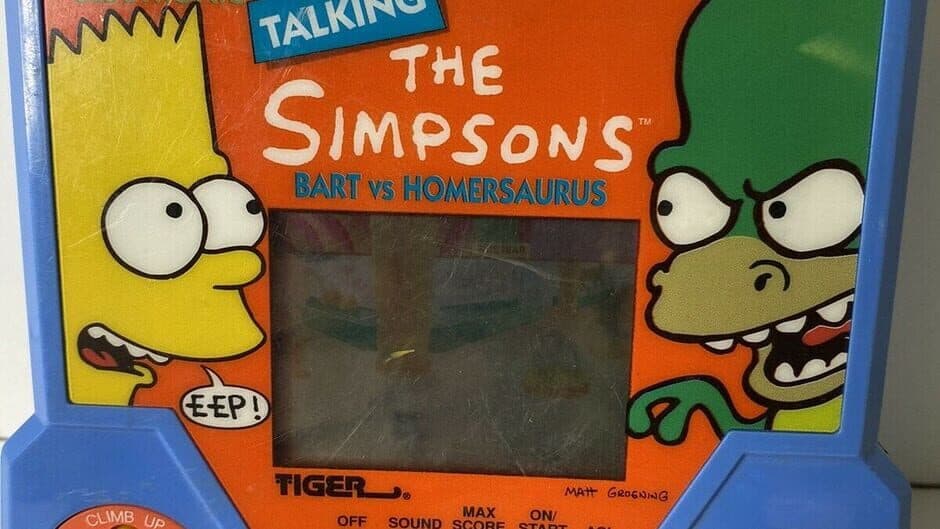 TALKING
THE
SIMPSONS™
BART VS HOMERSAURUS
EEP!
TIGER®
MATT GROENING
CLIMB UP
OFF SOUND MAX SCORE ON/ START